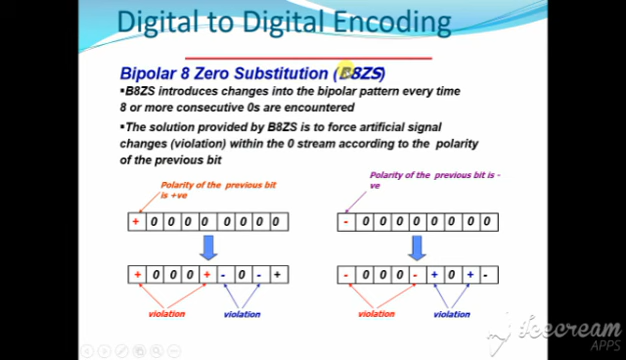 Digital to Digital Encoding
Bipolar 8 Zero Substitution (B8ZS)
▪B8ZS introduces changes into the bipolar pattern every time
8 or more consecutive 0s are encountered
▪The solution provided by B8ZS is to force artificial signal
changes (violation) within the 0 stream according to the polarity
of the previous bit
Polarity of the previous bit
is +ve
Polarity of the previous bit is -
ve
+ 0 0 0 0 0 0 0 0
- 0 0 0 0 0 0 0 0
+ 0 0 0 + - 0 - +
- 0 0 0 - + 0 + -
violation violation violation violation
Icecream
APPS